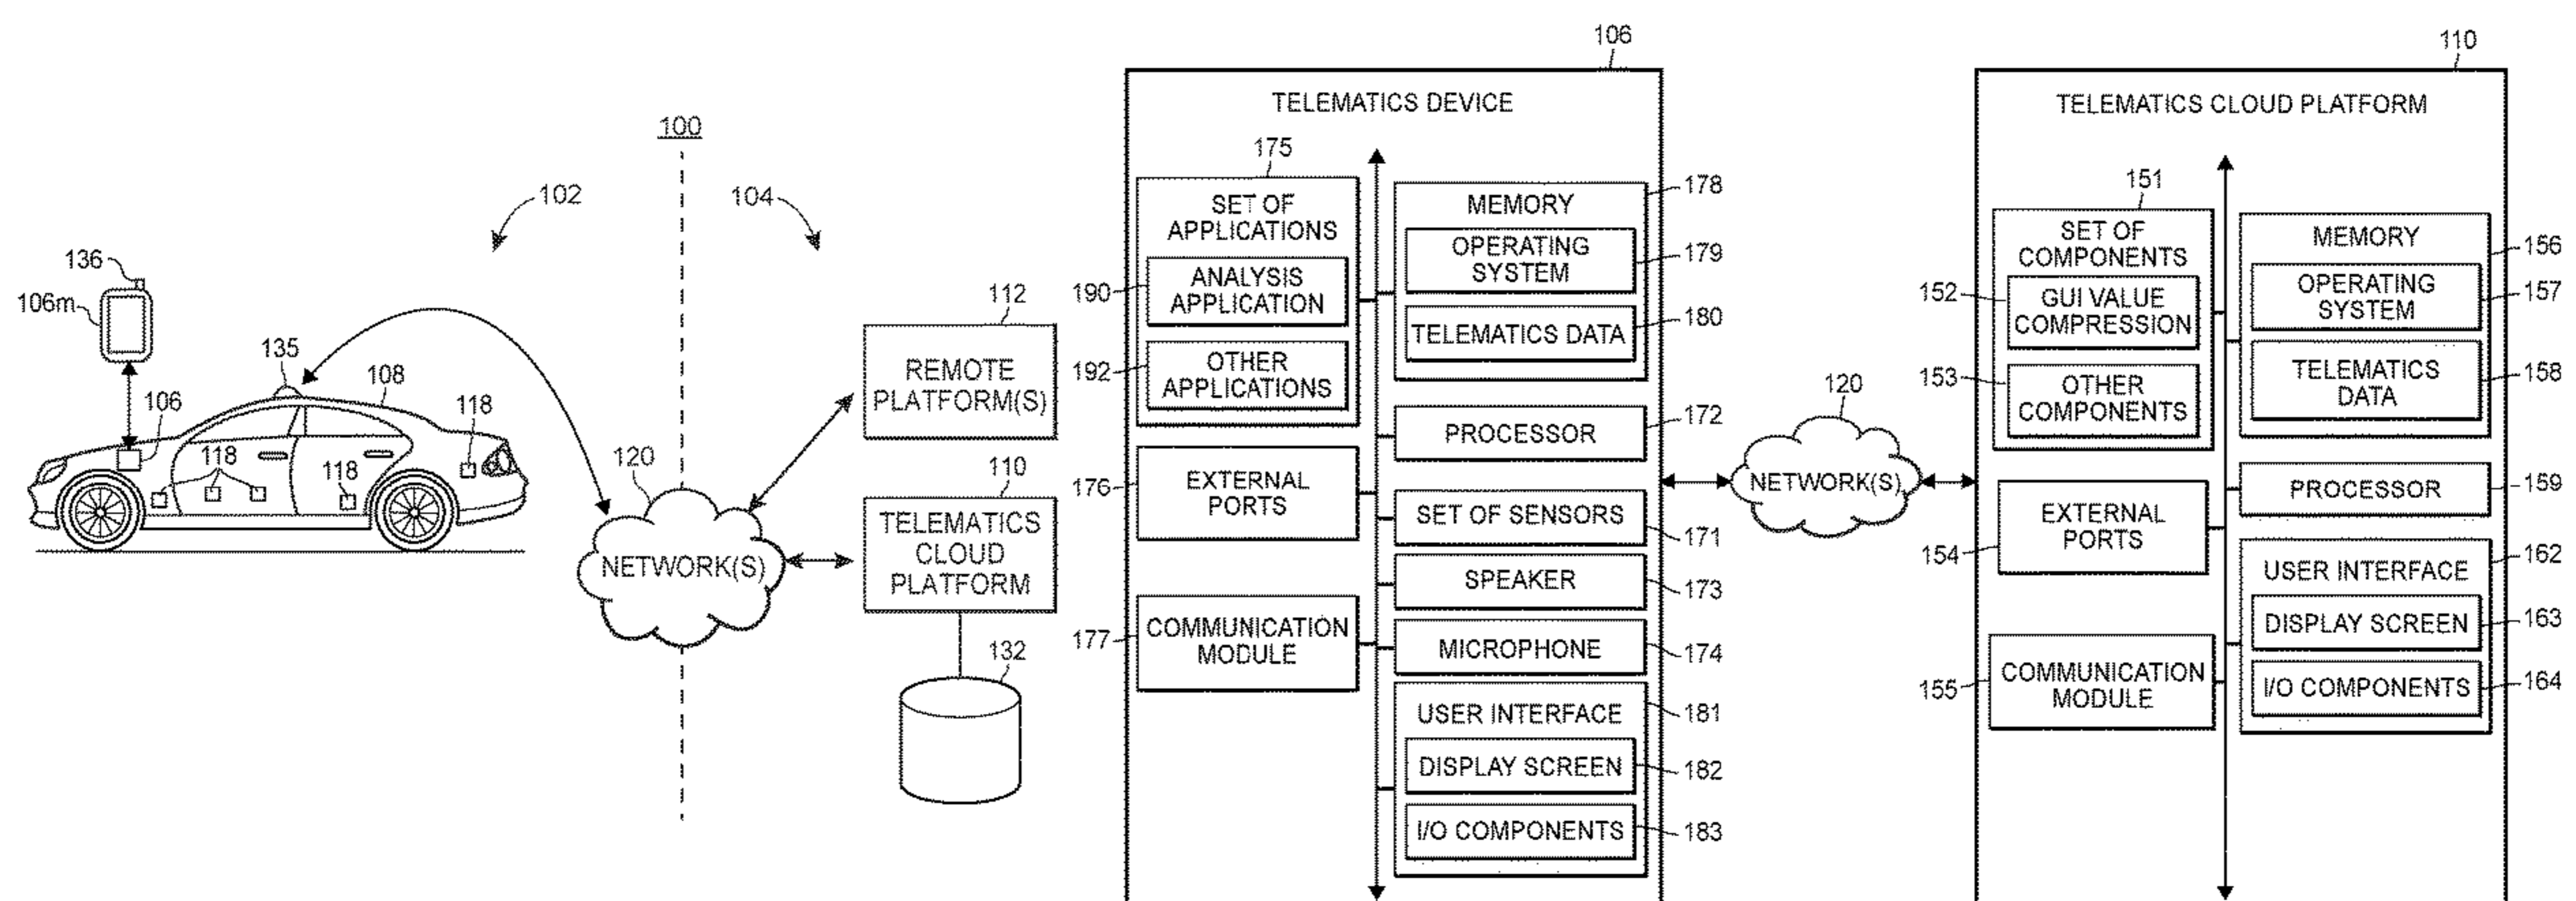 100
102
104
136
106m
135
108
106
118
118
118
118
120
NETWORK(S)
112
REMOTE
PLATFORM(S)
110
TELEMATICS
CLOUD
PLATFORM
132
106
TELEMATICS DEVICE
175
SET OF
APPLICATIONS
190
ANALYSIS
APPLICATION
192
OTHER
APPLICATIONS
176
EXTERNAL
PORTS
177
COMMUNICATION
MODULE
178
MEMORY
OPERATING
SYSTEM
179
TELEMATICS DATA
180
PROCESSOR
172
SET OF SENSORS
171
SPEAKER
173
MICROPHONE
174
USER INTERFACE
181
DISPLAY SCREEN
182
I/O COMPONENTS
183
120
NETWORK(S)
110
TELEMATICS CLOUD PLATFORM
151
SET OF
COMPONENTS
152
GUI VALUE
COMPRESSION
153
OTHER
COMPONENTS
154
EXTERNAL
PORTS
155
COMMUNICATION
MODULE
MEMORY
156
OPERATING
SYSTEM
157
TELEMATICS
DATA
158
PROCESSOR
159
USER INTERFACE
162
DISPLAY SCREEN
163
I/O COMPONENTS
164